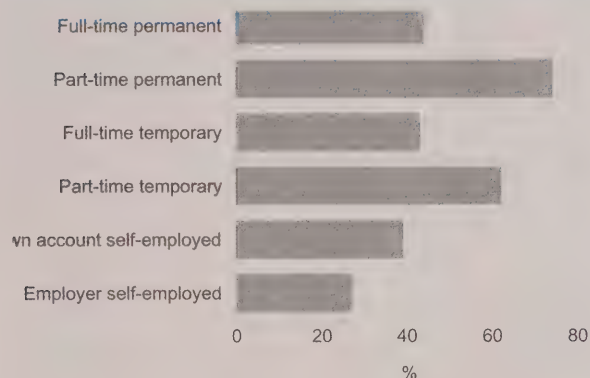 Full-time permanent
Part-time permanent
Full-time temporary
Part-time temporary
wn account self-employed
Employer self-employed
0 20 40 60 80
%